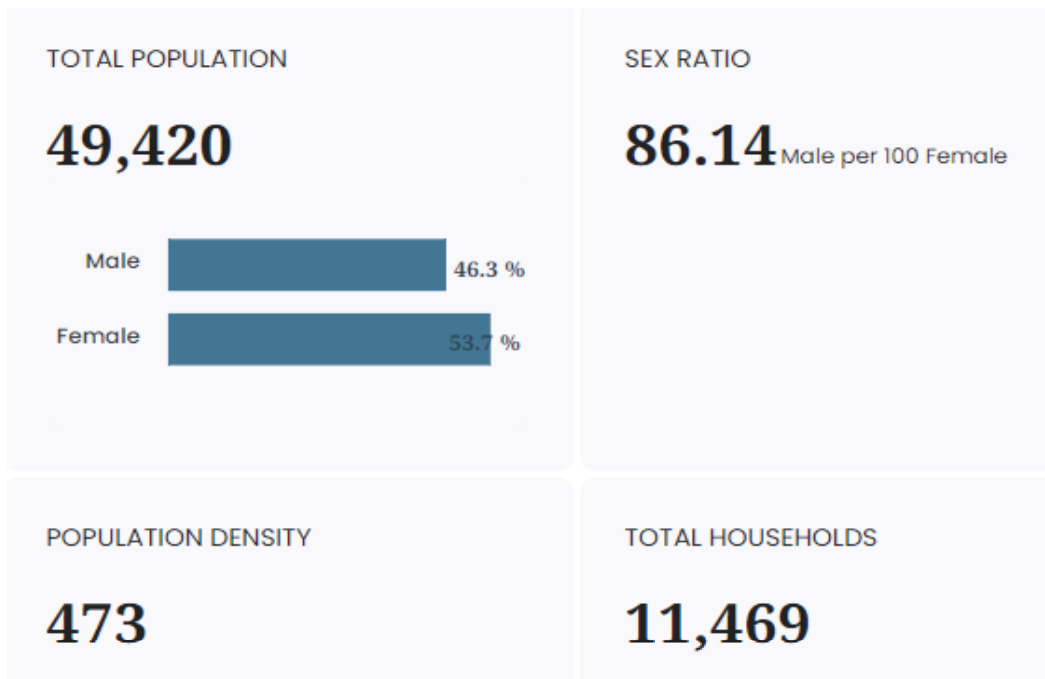 TOTAL POPULATION
49,420
Male 46.3 %
Female 53.7 %
SEX RATIO
86.14 Male per 100 Female
POPULATION DENSITY
473
TOTAL HOUSEHOLDS
11,469